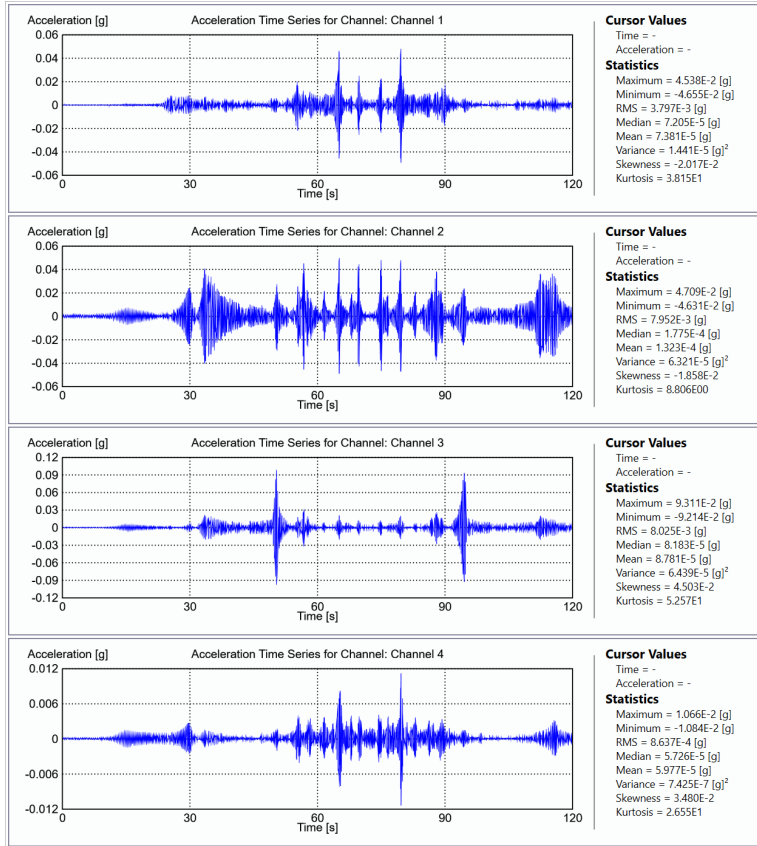 Acceleration [g] Acceleration Time Series for Channel: Channel 1
0.06
0.04
0.02
0.00
-0.02
-0.04
-0.06
0 30 60 90 120
Time [s]
Cursor Values
Time = -
Acceleration = -
Statistics
Maximum = 4.538E-2 [g]
Minimum = -4.655E-2 [g]
RMS = 3.797E-3 [g]
Median = 7.205E-5 [g]
Mean = 7.381E-5 [g]
Variance = 1.441E-5 [g]²
Skewness = -2.017E-2
Kurtosis = 3.815E1
Acceleration [g] Acceleration Time Series for Channel: Channel 2
0.06
0.04
0.02
0.00
-0.02
-0.04
-0.06
0 30 60 90 120
Time [s]
Cursor Values
Time = -
Acceleration = -
Statistics
Maximum = 4.709E-2 [g]
Minimum = -4.631E-2 [g]
RMS = 7.952E-3 [g]
Median = 1.775E-4 [g]
Mean = 1.323E-4 [g]
Variance = 6.321E-5 [g]²
Skewness = -1.858E-2
Kurtosis = 8.806E00
Acceleration [g] Acceleration Time Series for Channel: Channel 3
0.12
0.09
0.06
0.03
0.00
-0.03
-0.06
-0.09
-0.12
0 30 60 90 120
Time [s]
Cursor Values
Time = -
Acceleration = -
Statistics
Maximum = 9.311E-2 [g]
Minimum = -9.214E-2 [g]
RMS = 8.025E-3 [g]
Median = 8.183E-5 [g]
Mean = 8.781E-5 [g]
Variance = 6.439E-5 [g]²
Skewness = 4.503E-2
Kurtosis = 5.257E1
Acceleration [g] Acceleration Time Series for Channel: Channel 4
0.012
0.006
0.000
-0.006
-0.012
0 30 60 90 120
Time [s]
Cursor Values
Time = -
Acceleration = -
Statistics
Maximum = 1.066E-2 [g]
Minimum = -1.084E-2 [g]
RMS = 8.637E-4 [g]
Median = 5.726E-5 [g]
Mean = 5.977E-5 [g]
Variance = 7.425E-7 [g]²
Skewness = 3.480E-2
Kurtosis = 2.655E1